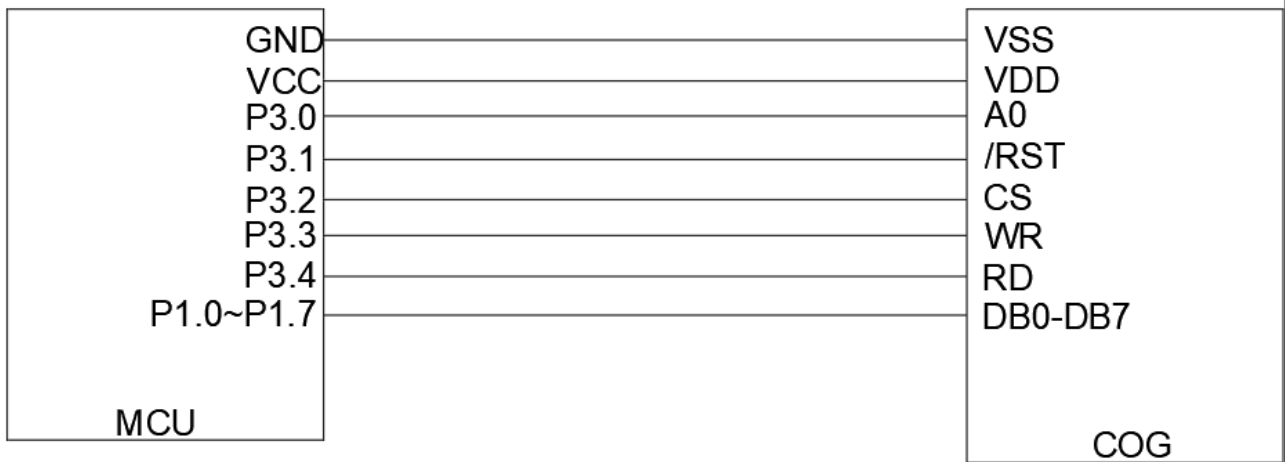 GND VSS
VCC VDD
P3.0 A0
P3.1 /RST
P3.2 CS
P3.3 WR
P3.4 RD
P1.0~P1.7 DB0-DB7
MCU
COG